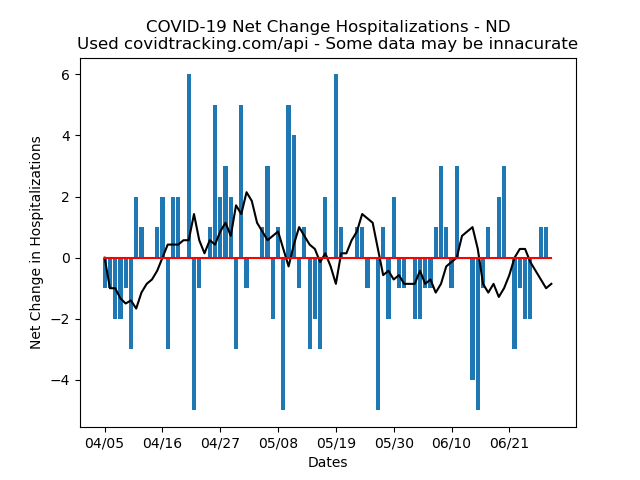 COVID-19 Net Change Hospitalizations - ND
Used covidtracking.com/api - Some data may be innacurate
Net Change in Hospitalizations
6
4
2
0
−2
−4
04/05 04/16 04/27 05/08 05/19 05/30 06/10 06/21
Dates